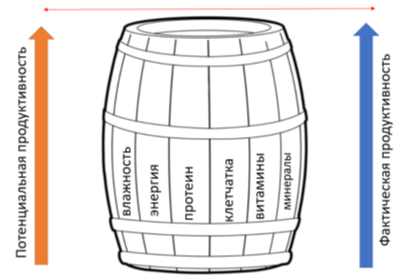 Потенциальная продуктивность
влажность
энергия
протеин
клетчатка
витамины
минералы
Фактическая продуктивность